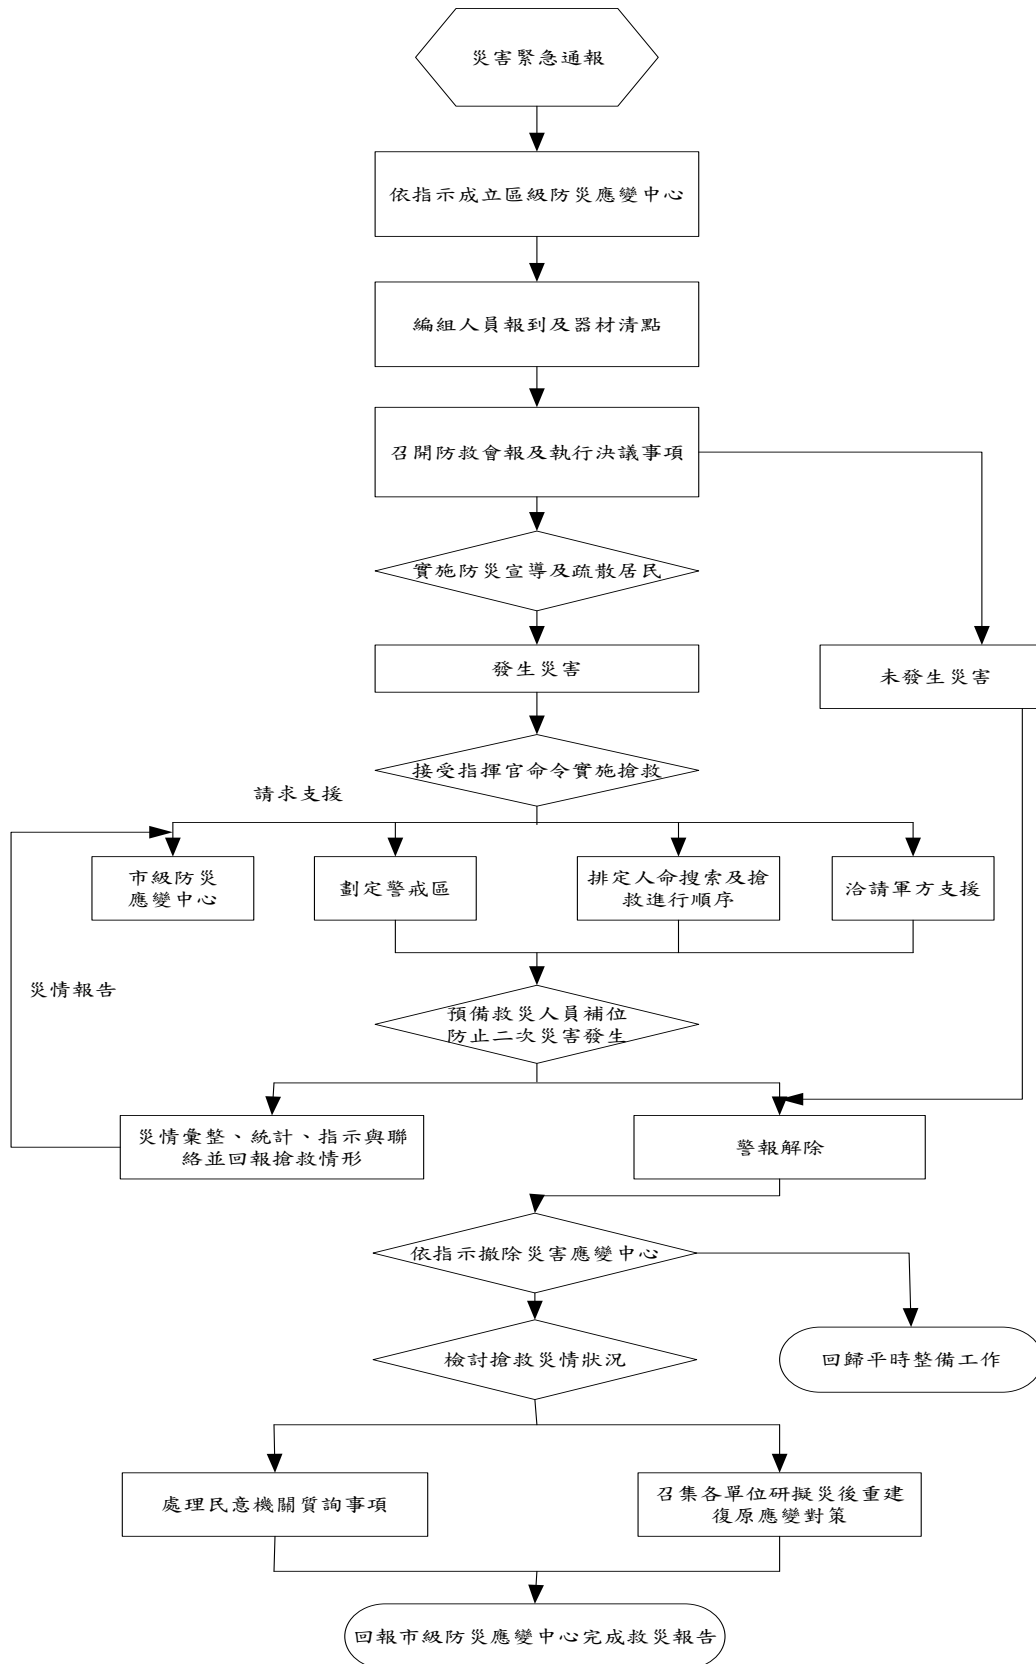 災害緊急通報
依指示成立區級防災應變中心
編組人員報到及器材清點
召開防救會報及執行決議事項
實施防災宣導及疏散居民
發生災害
未發生災害
接受指揮官命令實施搶救
請求支援
市級防災
應變中心
劃定警戒區
排定人命搜索及搶
救進行順序
洽請軍方支援
災情報告
預備救災人員補位
防止二次災害發生
災情彙整、統計、指示與聯
絡並回報搶救情形
警報解除
依指示撤除災害應變中心
檢討搶救災情狀況
回歸平時整備工作
處理民意機關質詢事項
召集各單位研擬災後重建
復原應變對策
回報市級防災應變中心完成救災報告